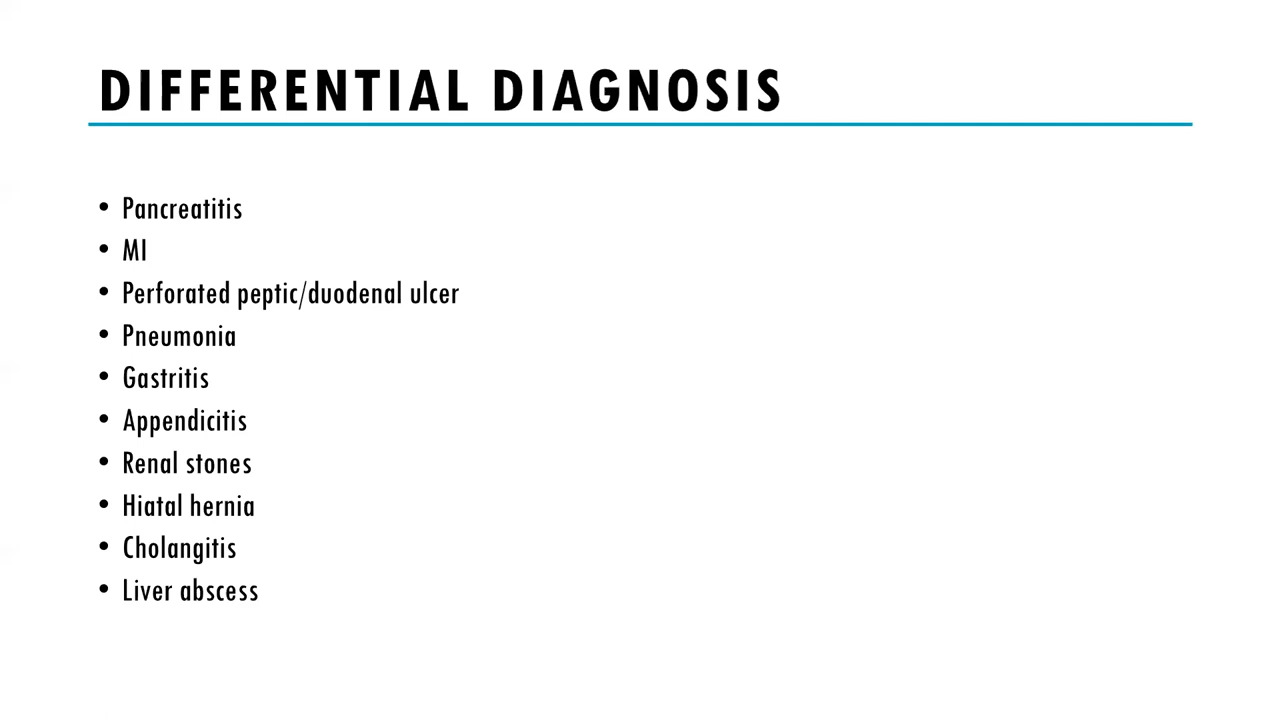 DIFFERENTIAL DIAGNOSIS
• Pancreatitis
• MI
• Perforated peptic/duodenal ulcer
• Pneumonia
• Gastritis
• Appendicitis
• Renal stones
• Hiatal hernia
• Cholangitis
• Liver abscess